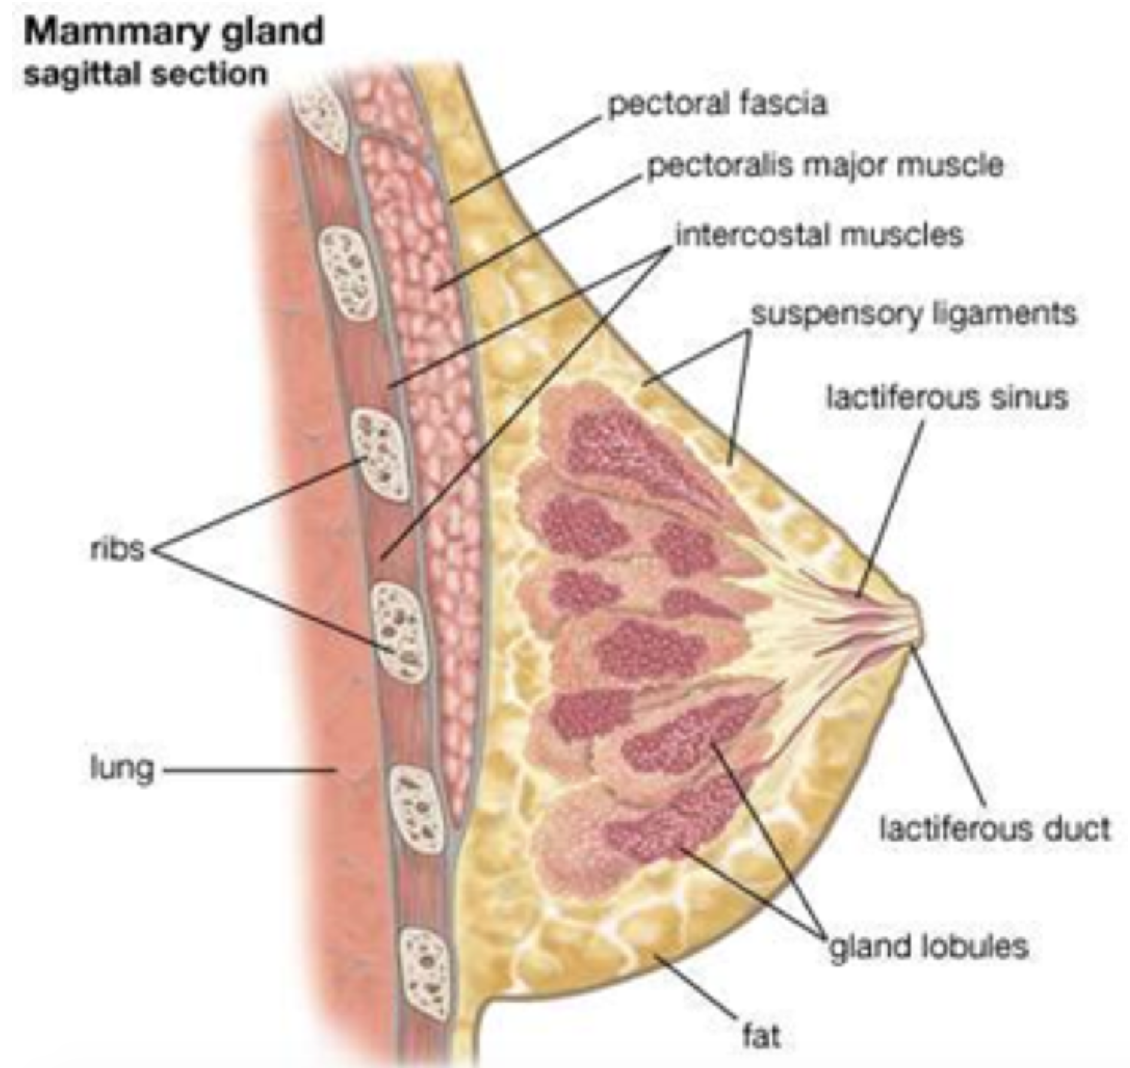 Mammary gland
sagittal section
pectoral fascia
pectoralis major muscle
intercostal muscles
suspensory ligaments
lactiferous sinus
ribs
lung
lactiferous duct
gland lobules
fat